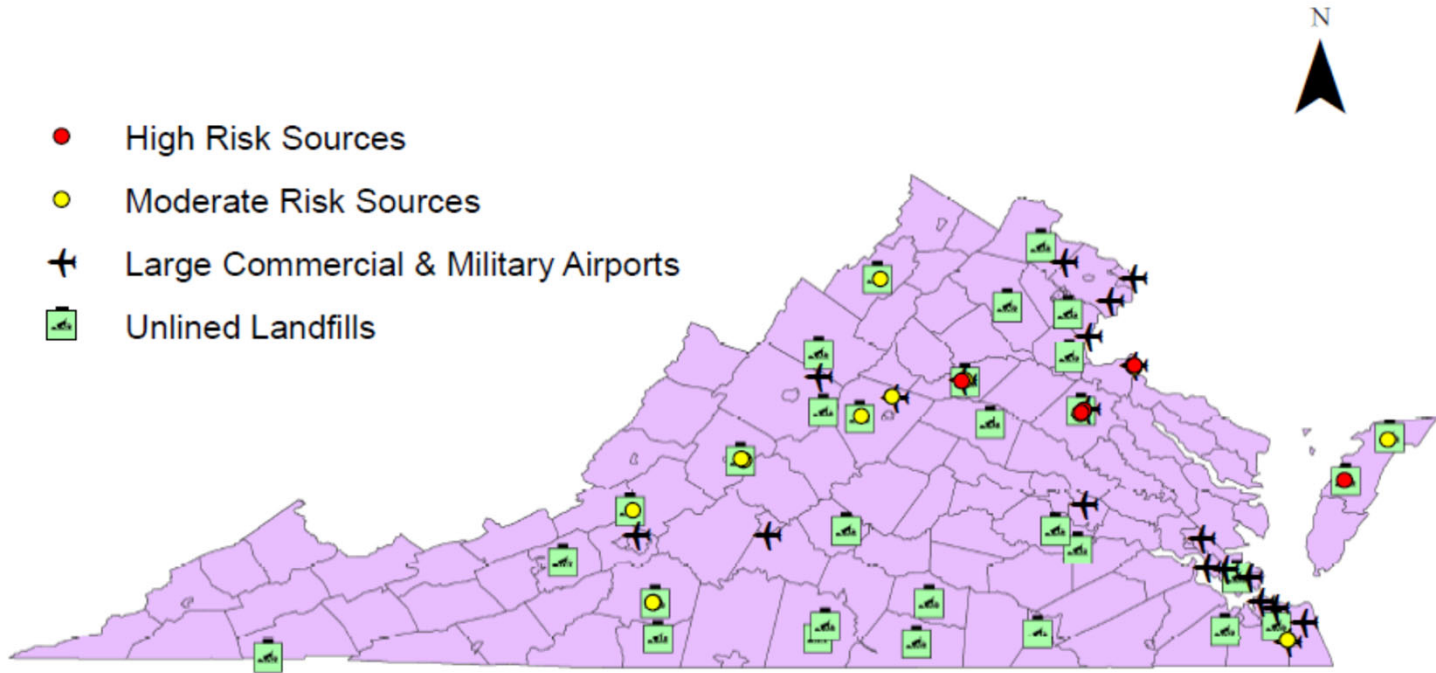 N
High Risk Sources
Moderate Risk Sources
Large Commercial & Military Airports
Unlined Landfills